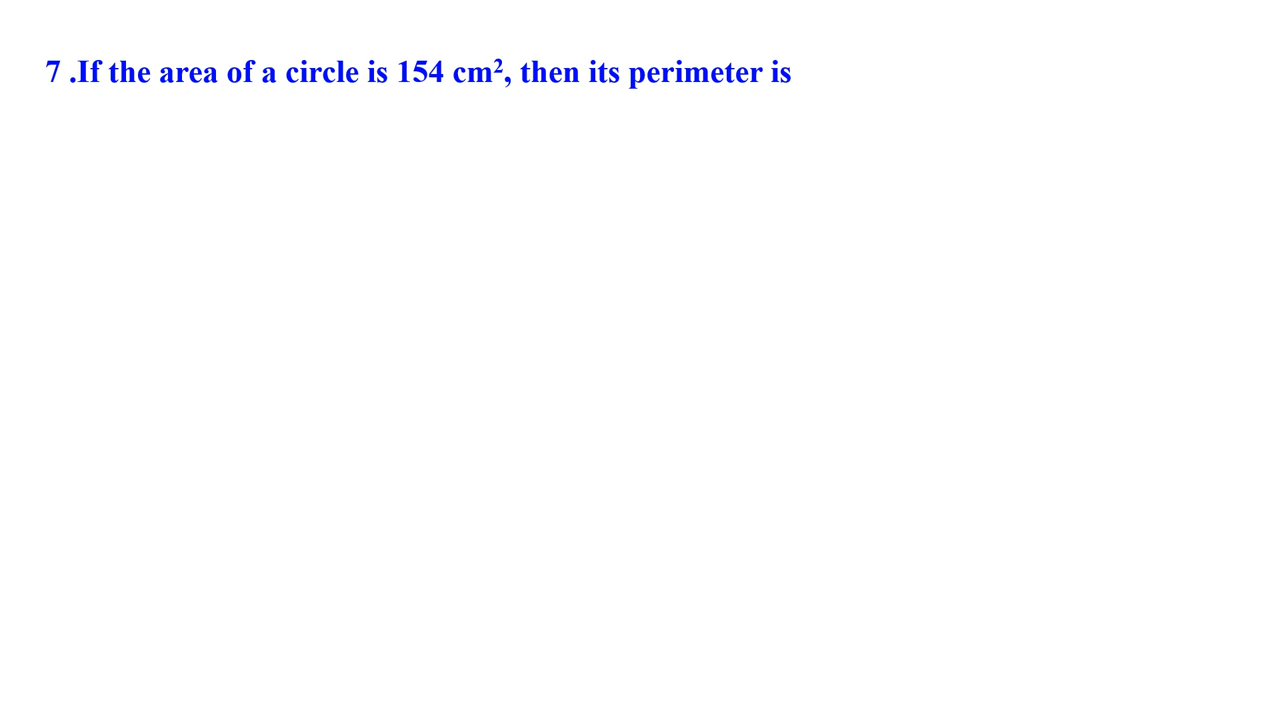 7 .If the area of a circle is 154 cm², then its perimeter is